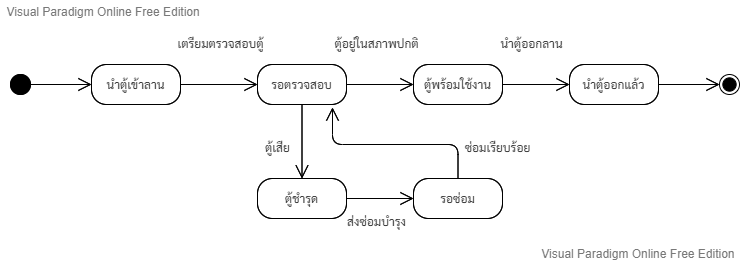 Visual Paradigm Online Free Edition
เตรียมตรวจสอบตู้
ตู้อยู่ในสภาพปกติ
นำตู้ออกลาน
นำตู้เข้าลาน
รอตรวจสอบ
ตู้พร้อมใช้งาน
นำตู้ออกแล้ว
ตู้เสีย
ซ่อมเรียบร้อย
ตู้ชำรุด
รอซ่อม
ส่งซ่อมบำรุง
Visual Paradigm Online Free Edition